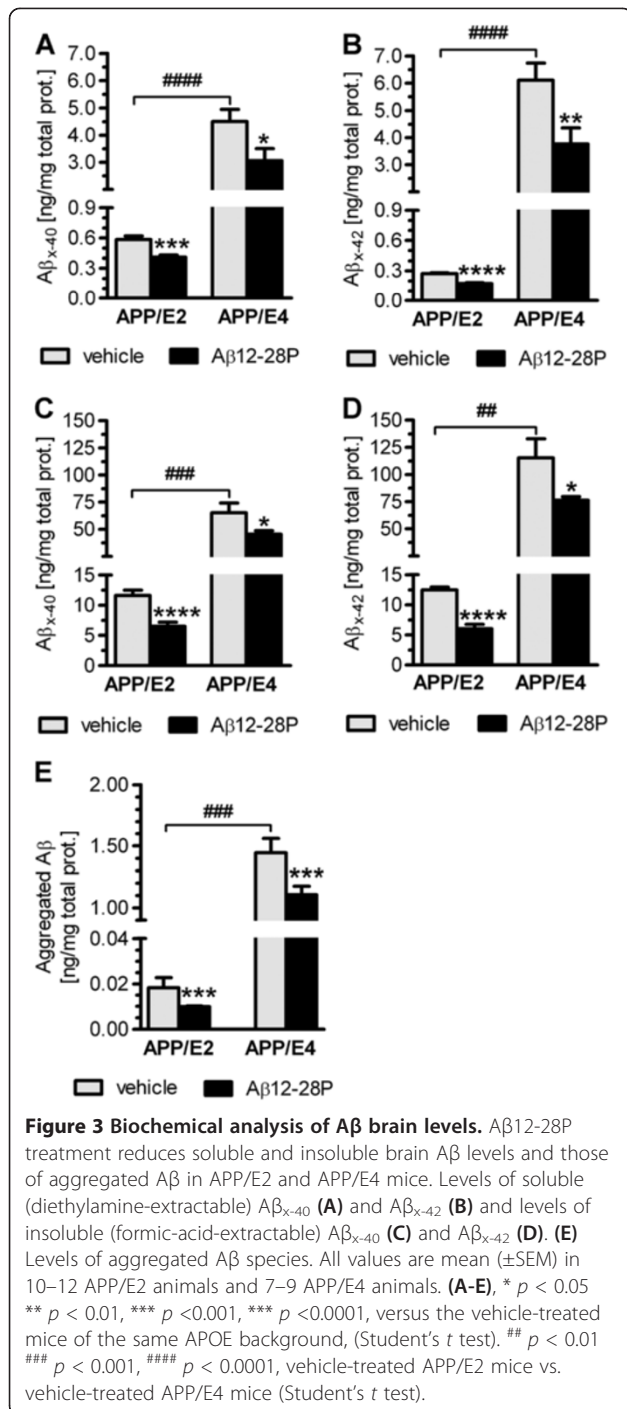 A
B
####
####
Aβx-40 [ng/mg total prot.]
7.0
6.0
5.0
4.0
3.0
0.9
0.6
0.3
0.0
***
*
APP/E2 APP/E4
Aβx-42 [ng/mg total prot.]
7.0
6.0
5.0
4.0
3.0
0.9
0.6
0.3
0.0
****
**
APP/E2 APP/E4
vehicle Aβ12-28P
vehicle Aβ12-28P
C
D
###
##
Aβx-40 [ng/mg total prot.]
150
125
100
75
50
15
10
5
0
****
*
APP/E2 APP/E4
Aβx-42 [ng/mg total prot.]
150
125
100
75
50
15
10
5
0
****
*
APP/E2 APP/E4
vehicle Aβ12-28P
vehicle Aβ12-28P
E
###
Aggregated Aβ
[ng/mg total prot.]
2.00
1.50
1.00
0.04
0.02
0.00
***
***
APP/E2 APP/E4
vehicle Aβ12-28P
Figure 3 Biochemical analysis of Aβ brain levels. Aβ12-28P
treatment reduces soluble and insoluble brain Aβ levels and those
of aggregated Aβ in APP/E2 and APP/E4 mice. Levels of soluble
(diethylamine-extractable) Aβx-40 (A) and Aβx-42 (B) and levels of
insoluble (formic-acid-extractable) Aβx-40 (C) and Aβx-42 (D). (E)
Levels of aggregated Aβ species. All values are mean (±SEM) in
10–12 APP/E2 animals and 7–9 APP/E4 animals. (A-E), * p < 0.05
** p < 0.01, *** p <0.001, *** p <0.0001, versus the vehicle-treated
mice of the same APOE background, (Student's t test). ## p < 0.01
### p < 0.001, #### p < 0.0001, vehicle-treated APP/E2 mice vs.
vehicle-treated APP/E4 mice (Student's t test).